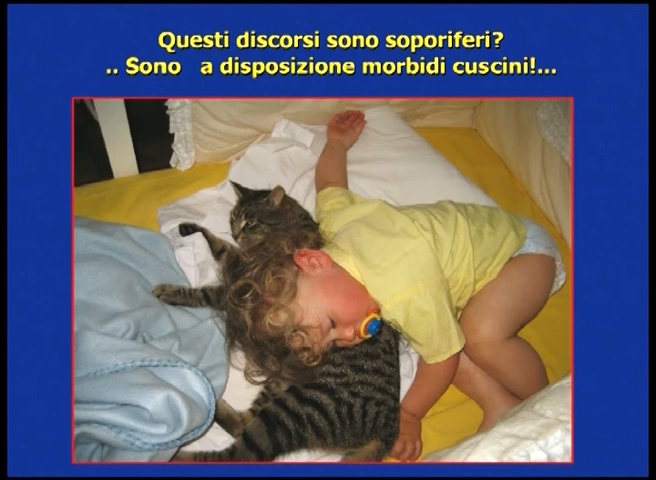 Questi discorsi sono soporiferi?
.. Sono a disposizione morbidi cuscini!...